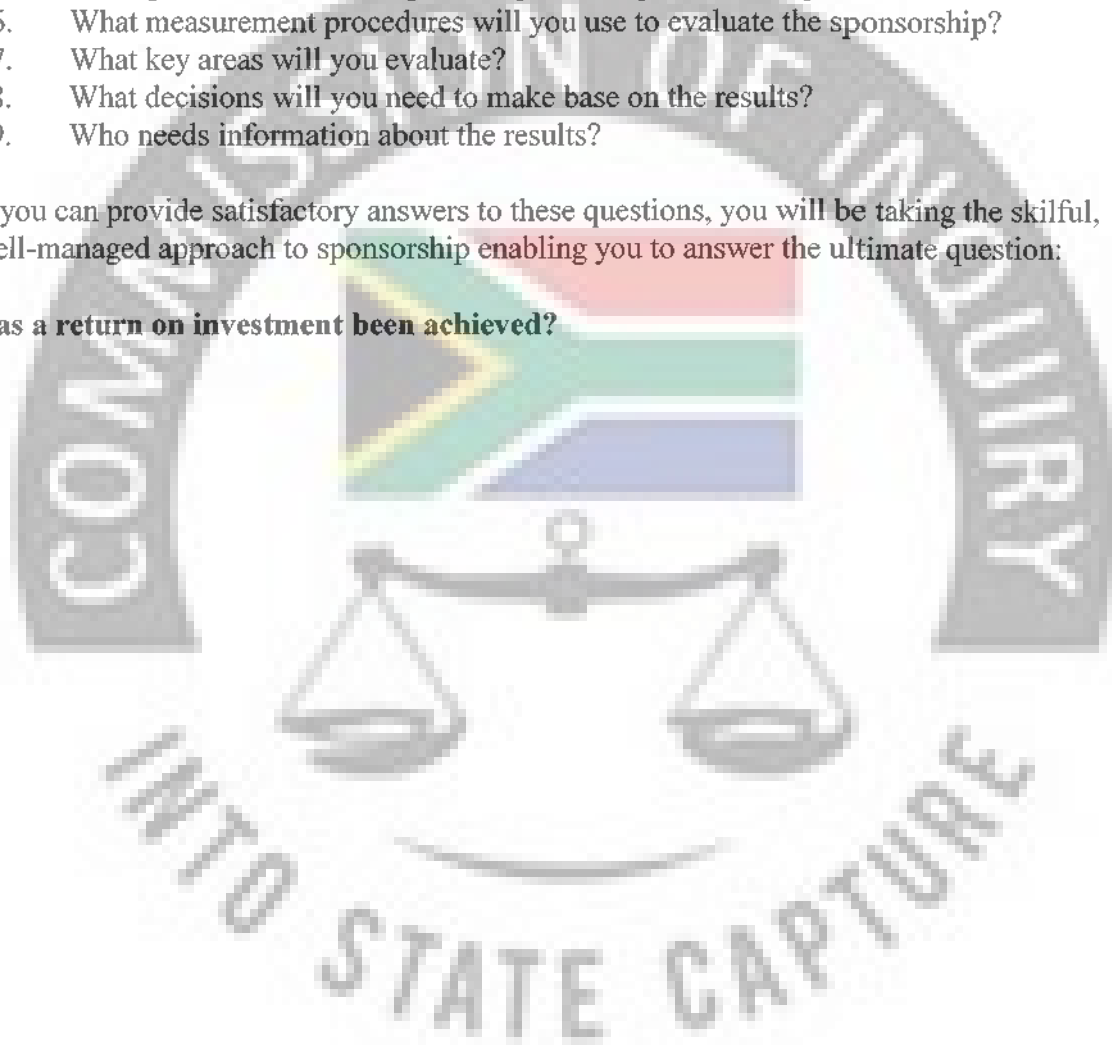 6. What measurement procedures will you use to evaluate the sponsorship?
7. What key areas will you evaluate?
8. What decisions will you need to make base on the results?
9. Who needs information about the results?
you can provide satisfactory answers to these questions, you will be taking the skilful,
ell-managed approach to sponsorship enabling you to answer the ultimate question:
as a return on investment been achieved?
COMMISSION OF INQUIRY
INTO STATE CAPTURE